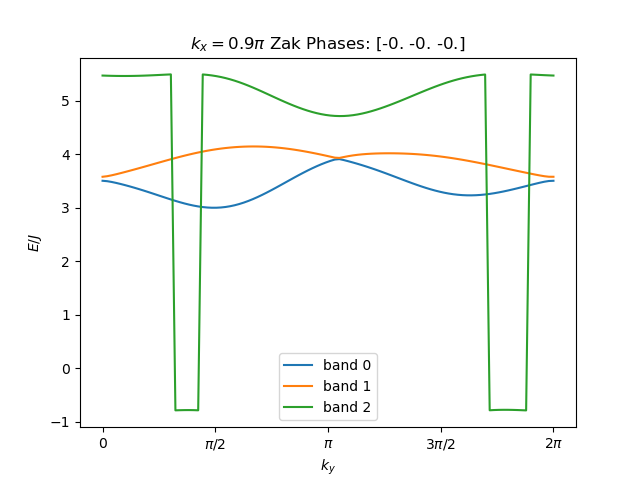 $k_x = 0.9\pi$ Zak Phases: [-0. -0. -0.]
E/J
5
4
3
2
1
0
−1
band 0
band 1
band 2
0
π/2
π
3π/2
2π
$k_y$